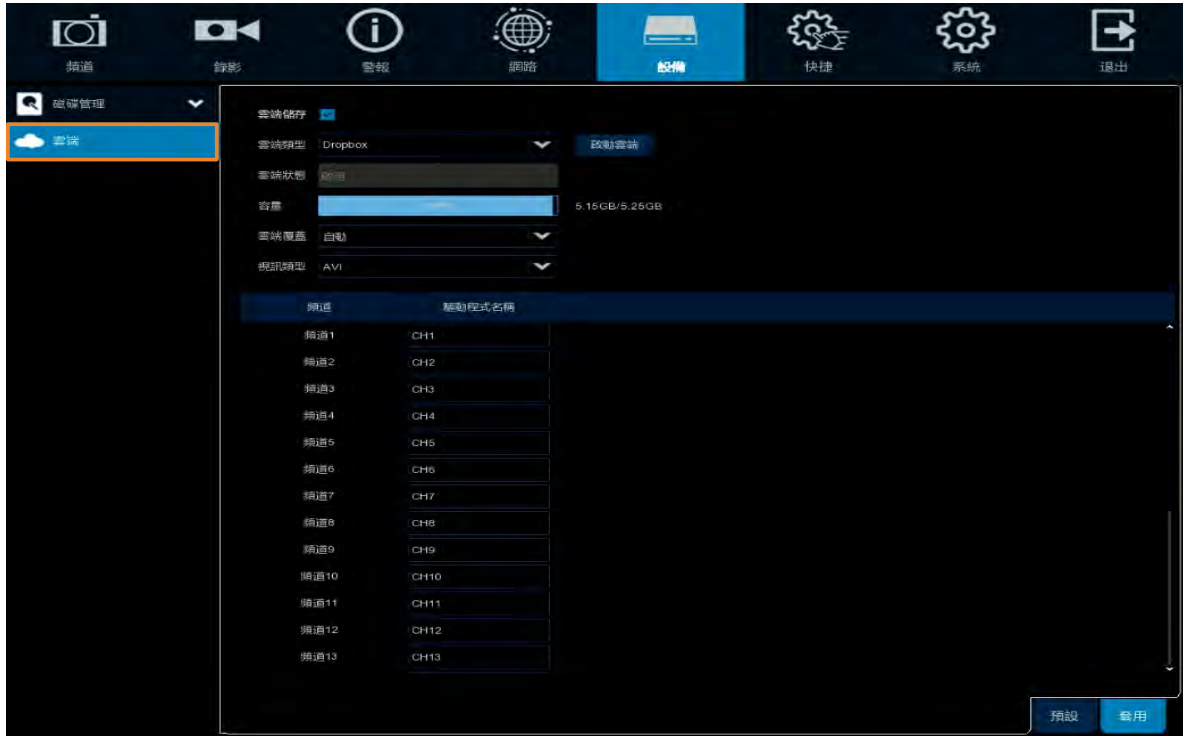 頻道 錄影 警報 網路 設備 快捷 系統 退出
磁碟管理
雲端
雲端儲存
雲端類型 Dropbox 啟動雲端
雲端狀態 啟用
容量 5.15GB/5.25GB
雲端覆蓋 自動
視訊類型 AVI
頻道 驅動程式名稱
頻道1 CH1
頻道2 CH2
頻道3 CH3
頻道4 CH4
頻道5 CH5
頻道6 CH6
頻道7 CH7
頻道8 CH8
頻道9 CH9
頻道10 CH10
頻道11 CH11
頻道12 CH12
頻道13 CH13
預設 套用